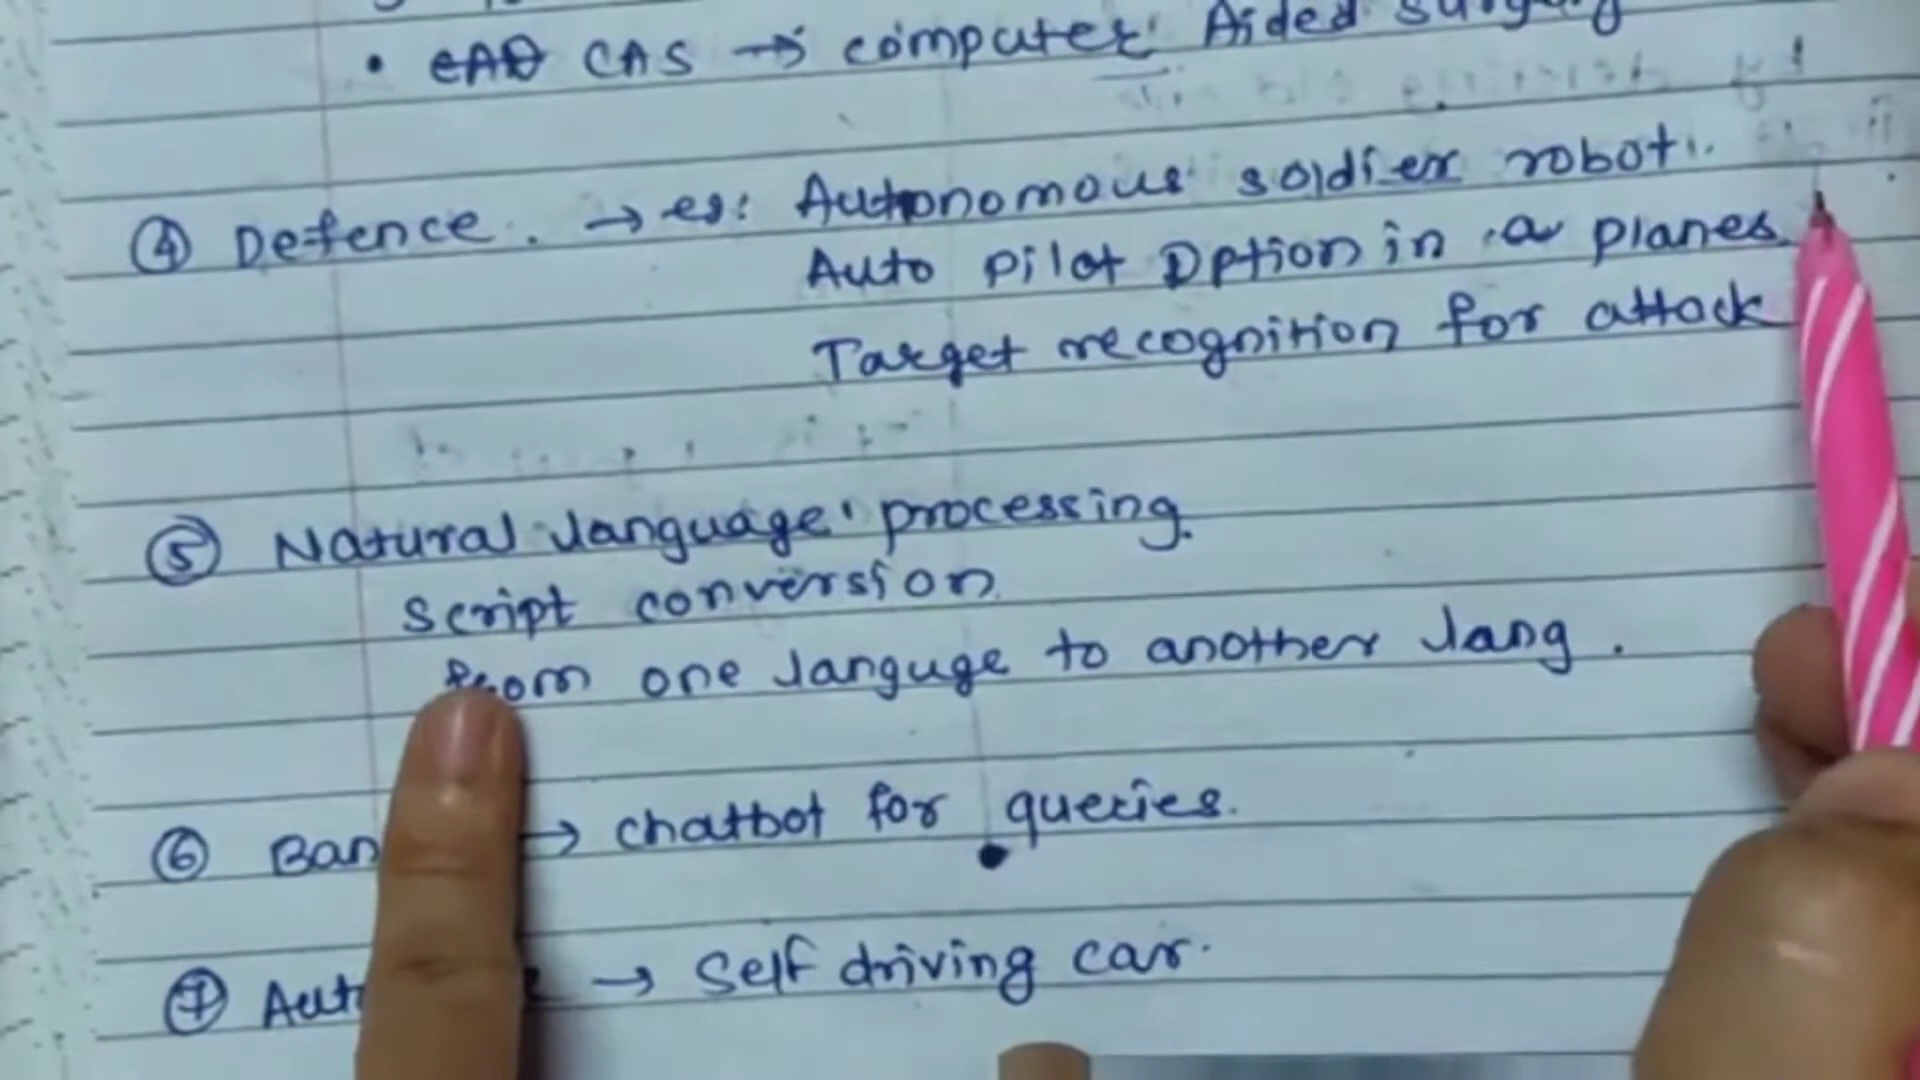 • CAS → computer Aided surgery
④ Defence. → eg: Autonomous soldier robot.
Auto Pilot Option in a planes
Target recognition for attack
⑤ Natural language processing.
Script conversion
from one languge to another lang.
⑥ Ban → chatbot for queries.
⑦ Aut → Self driving car.